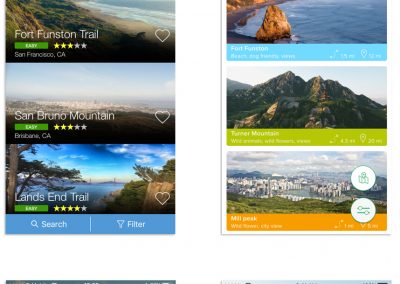 Fort Funston Trail
EASY
San Francisco, CA
San Bruno Mountain
EASY
Brisbane, CA
Lands End Trail
EASY
Search
Filter
Fort Funston
Beach, dog friendly, views
1.5 mi
12 mi
Turner Mountain
Wild animals, wild flowers, views
4.5 mi
20 mi
Mill peak
Wild flower, city view
1 mi
5 mi